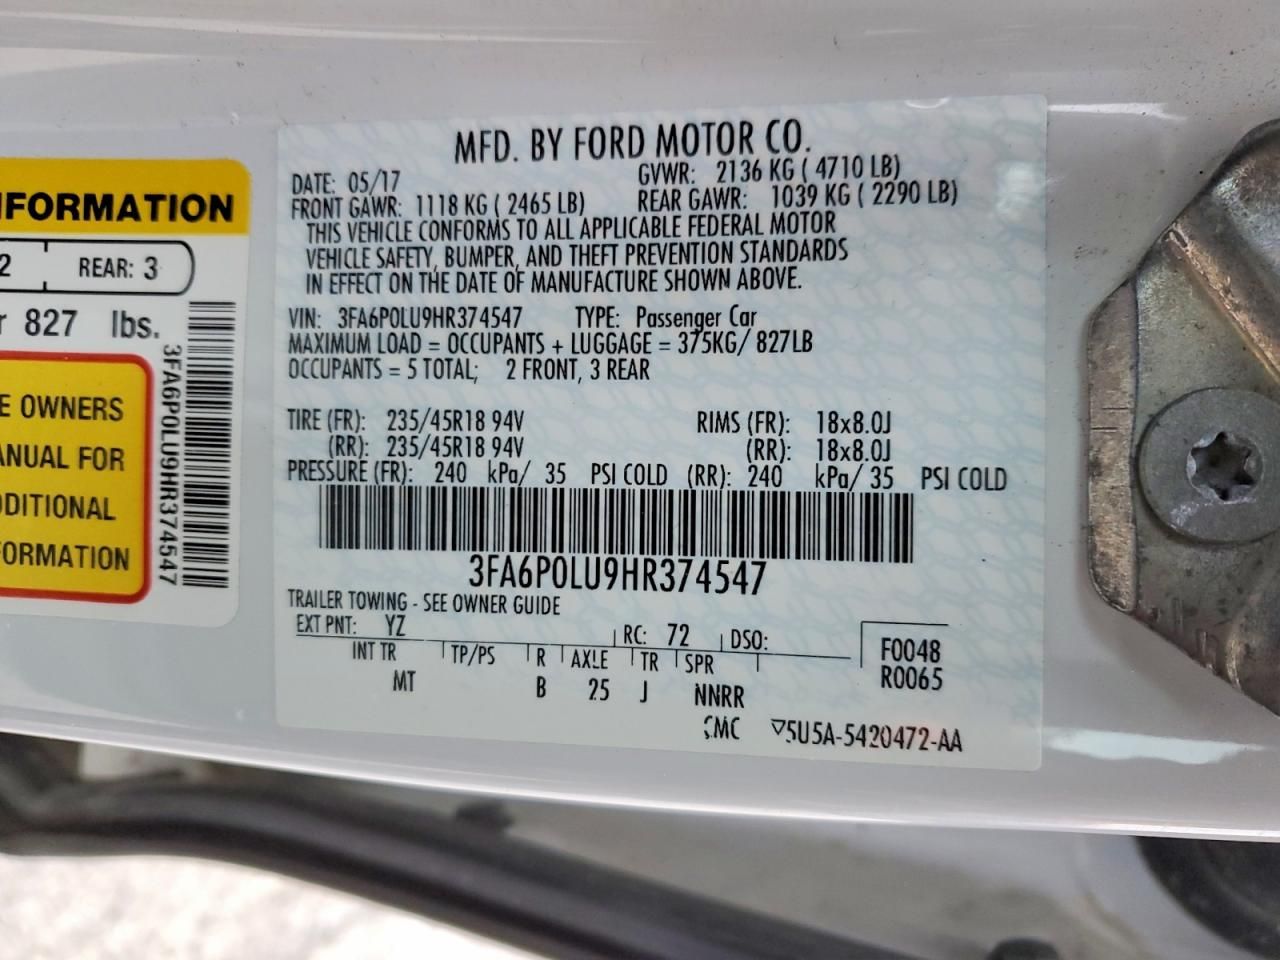 MFD. BY FORD MOTOR CO.
DATE: 05/17 GVWR: 2136 KG ( 4710 LB)
FRONT GAWR: 1118 KG ( 2465 LB) REAR GAWR: 1039 KG ( 2290 LB)
THIS VEHICLE CONFORMS TO ALL APPLICABLE FEDERAL MOTOR
VEHICLE SAFETY, BUMPER, AND THEFT PREVENTION STANDARDS
IN EFFECT ON THE DATE OF MANUFACTURE SHOWN ABOVE.
VIN: 3FA6P0LU9HR374547 TYPE: Passenger Car
MAXIMUM LOAD = OCCUPANTS + LUGGAGE = 375KG/ 827LB
OCCUPANTS = 5 TOTAL; 2 FRONT, 3 REAR
TIRE (FR): 235/45R18 94V RIMS (FR): 18x8.0J
(RR): 235/45R18 94V (RR): 18x8.0J
PRESSURE (FR): 240 kPa/ 35 PSI COLD (RR): 240 kPa/ 35 PSI COLD
3FA6P0LU9HR374547
TRAILER TOWING - SEE OWNER GUIDE
EXT PNT: YZ RC: 72 DSO:
INT TR TP/PS R AXLE TR SPR
MT B 25 J NNRR
F0048
R0065
CMC ▽5U5A-5420472-AA
NFORMATION
2 REAR: 3
r 827 lbs.
E OWNERS
ANUAL FOR
DDITIONAL
FORMATION
3FA6P0LU9HR374547